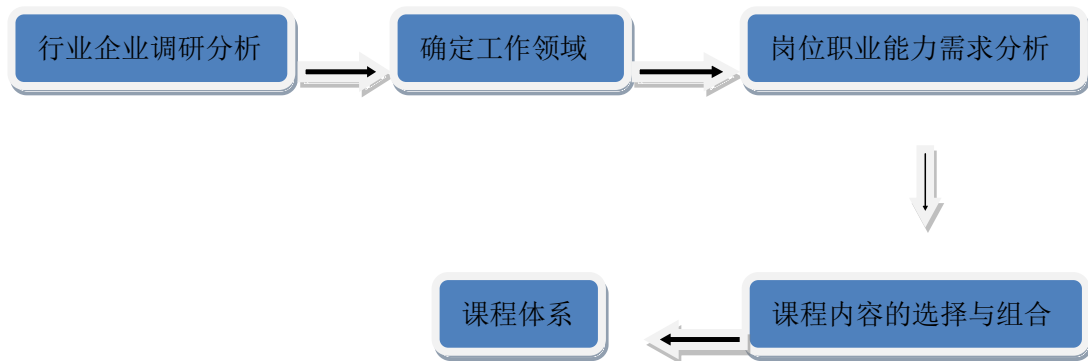 行业企业调研分析
确定工作领域
岗位职业能力需求分析
课程内容的选择与组合
课程体系